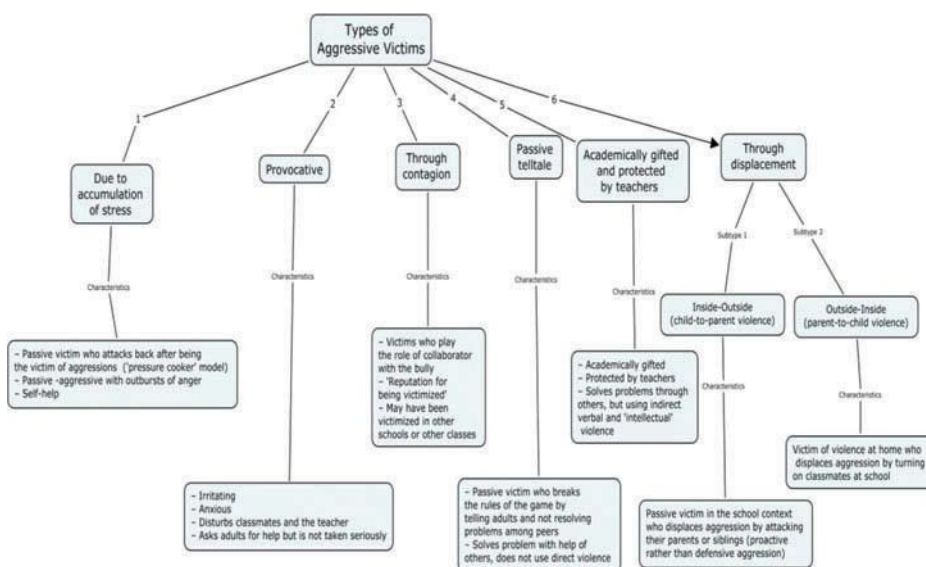 Types of
Aggressive Victims
1
2
3
4
5
6
Due to
accumulation
of stress
Provocative
Through
contagion
Passive
telltale
Academically gifted
and protected
by teachers
Through
displacement
Subtype 1
Subtype 2
Characteristics
Characteristics
Characteristics
Characteristics
Characteristics
Inside-Outside
(child-to-parent violence)
Outside-Inside
(parent-to-child violence)
Characteristics
Characteristics
– Passive victim who attacks back after being
the victim of aggressions ('pressure cooker' model)
– Passive -aggressive with outbursts of anger
– Self-help
– Irritating
– Anxious
– Disturbs classmates and the teacher
– Asks adults for help but is not taken seriously
– Victims who play
the role of collaborator
with the bully
– 'Reputation for
being victimized'
– May have been
victimized in other
schools or other classes
– Passive victim who breaks
the rules of the game by
telling adults and not resolving
problems among peers
– Solves problem with help of
others, does not use direct violence
– Academically gifted
– Protected by teachers
– Solves problems through
others, but using indirect
verbal and 'intellectual'
violence
Passive victim in the school context
who displaces aggression by attacking
their parents or siblings (proactive
rather than defensive aggression)
Victim of violence at home who
displaces aggression by turning
on classmates at school